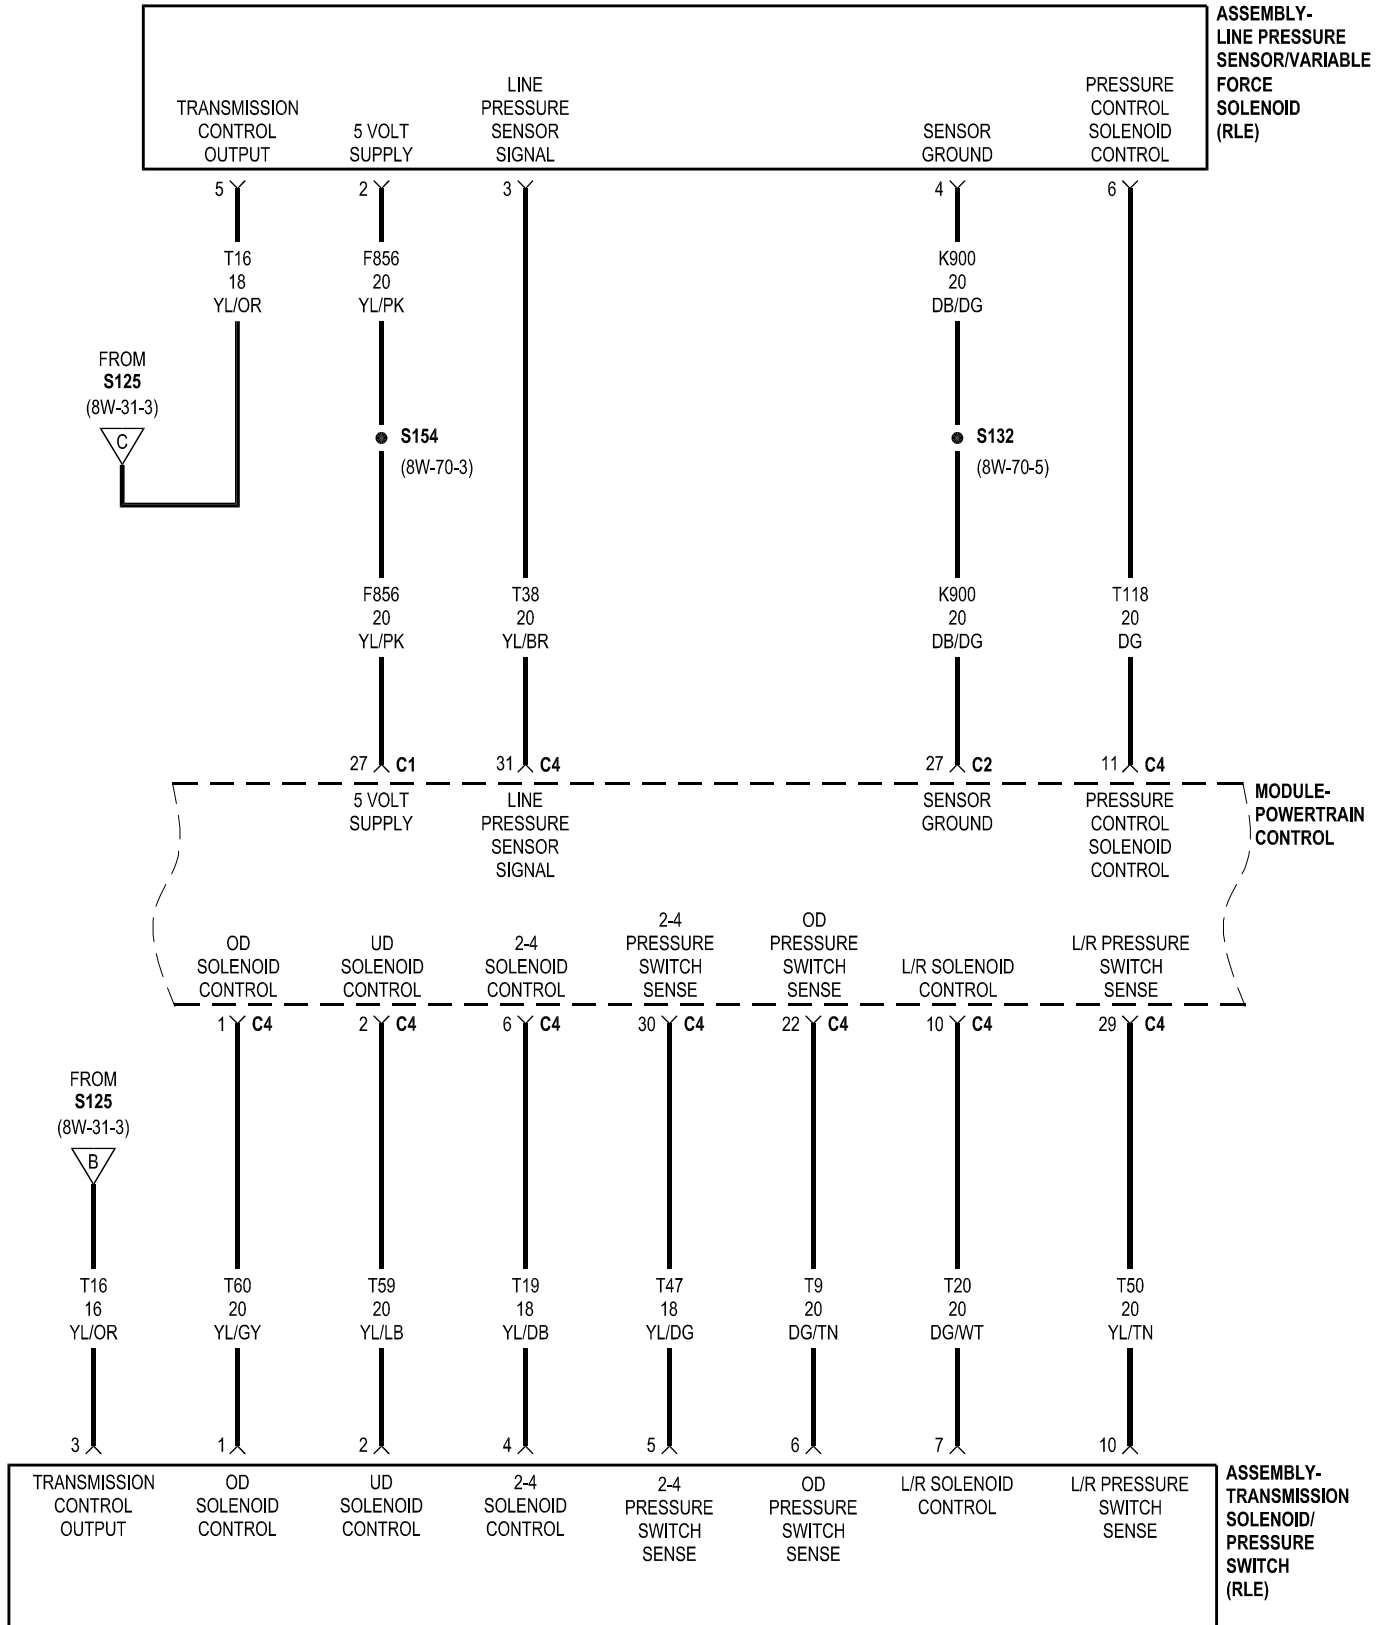 ASSEMBLY-
LINE PRESSURE
SENSOR/VARIABLE
FORCE
SOLENOID
(RLE)
TRANSMISSION
CONTROL
OUTPUT
5 VOLT
SUPPLY
LINE
PRESSURE
SENSOR
SIGNAL
SENSOR
GROUND
PRESSURE
CONTROL
SOLENOID
CONTROL
5
2
3
4
6
T16
18
YL/OR
F856
20
YL/PK
K900
20
DB/DG
FROM
S125
(8W-31-3)
C
S154
(8W-70-3)
S132
(8W-70-5)
F856
20
YL/PK
T38
20
YL/BR
K900
20
DB/DG
T118
20
DG
27 C1
31 C4
27 C2
11 C4
5 VOLT
SUPPLY
LINE
PRESSURE
SENSOR
SIGNAL
SENSOR
GROUND
PRESSURE
CONTROL
SOLENOID
CONTROL
MODULE-
POWERTRAIN
CONTROL
OD
SOLENOID
CONTROL
UD
SOLENOID
CONTROL
2-4
SOLENOID
CONTROL
2-4
PRESSURE
SWITCH
SENSE
OD
PRESSURE
SWITCH
SENSE
L/R SOLENOID
CONTROL
L/R PRESSURE
SWITCH
SENSE
1 C4
2 C4
6 C4
30 C4
22 C4
10 C4
29 C4
FROM
S125
(8W-31-3)
B
T16
16
YL/OR
T60
20
YL/GY
T59
20
YL/LB
T19
18
YL/DB
T47
18
YL/DG
T9
20
DG/TN
T20
20
DG/WT
T50
20
YL/TN
3
1
2
4
5
6
7
10
TRANSMISSION
CONTROL
OUTPUT
OD
SOLENOID
CONTROL
UD
SOLENOID
CONTROL
2-4
SOLENOID
CONTROL
2-4
PRESSURE
SWITCH
SENSE
OD
PRESSURE
SWITCH
SENSE
L/R SOLENOID
CONTROL
L/R PRESSURE
SWITCH
SENSE
ASSEMBLY-
TRANSMISSION
SOLENOID/
PRESSURE
SWITCH
(RLE)